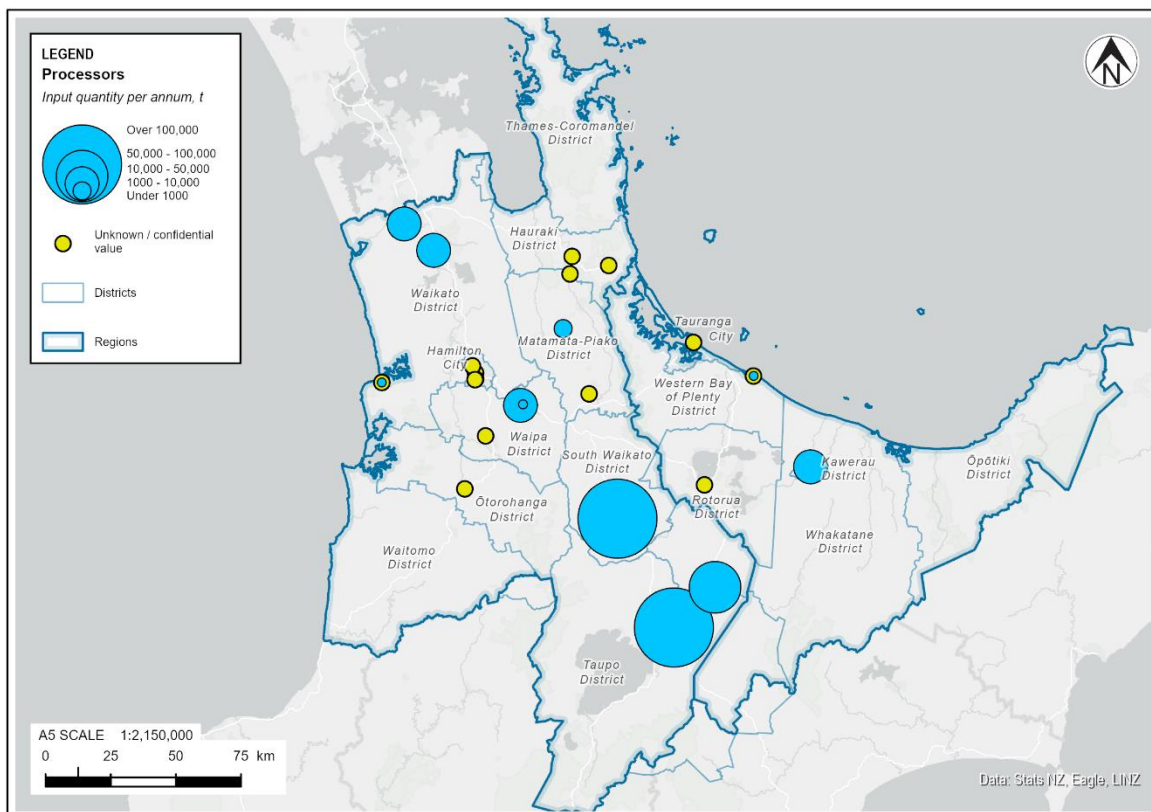 LEGEND
Processors
Input quantity per annum, t
Over 100,000
50,000 - 100,000
10,000 - 50,000
1000 - 10,000
Under 1000
Unknown / confidential
value
Districts
Regions
N
Thames-Coromandel
District
Hauraki
District
Waikato
District
Tauranga
City
Matamata-Piako
District
Hamilton
City
Western Bay
of Plenty
District
Waipa
District
South Waikato
District
Kawerau
District
Ōpōtiki
District
Rotorua
District
Ōtorohanga
District
Whakatane
District
Waitomo
District
Taupo
District
A5 SCALE 1:2,150,000
0 25 50 75 km
Data: Stats NZ, Eagle, LINZ